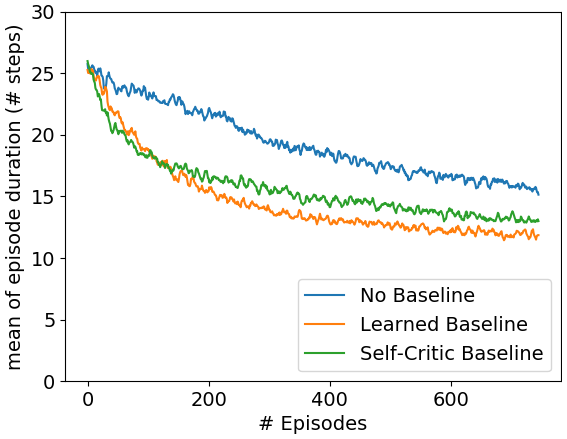 mean of episode duration (# steps)
30
25
20
15
10
5
0
0 200 400 600
# Episodes
No Baseline
Learned Baseline
Self-Critic Baseline